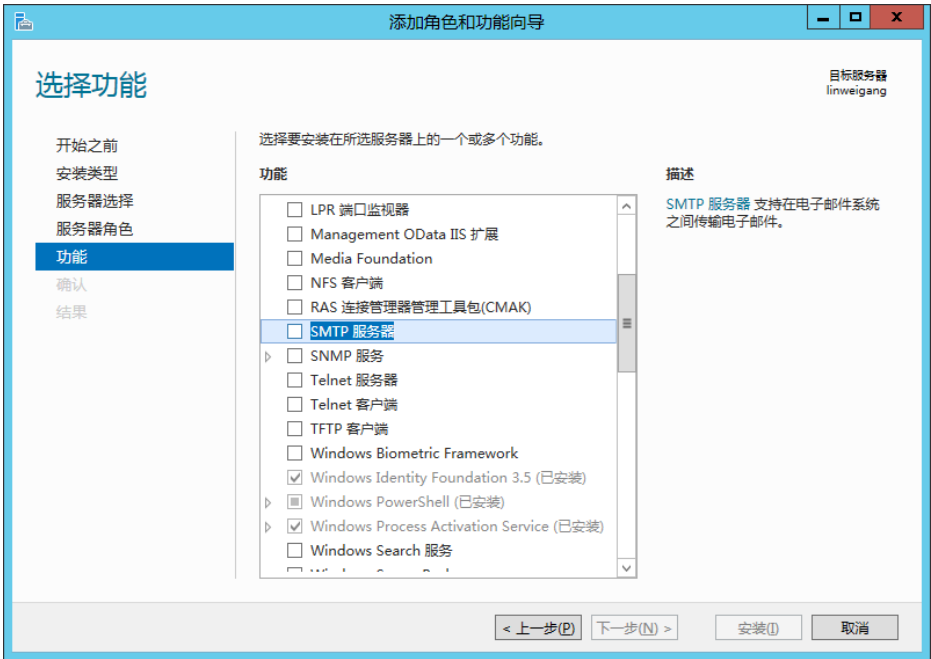 添加角色和功能向导
选择功能
目标服务器
linweigang
开始之前
安装类型
服务器选择
服务器角色
功能
确认
结果
选择要安装在所选服务器上的一个或多个功能。
功能
LPR 端口监视器
Management OData IIS 扩展
Media Foundation
NFS 客户端
RAS 连接管理器管理工具包(CMAK)
SMTP 服务器
SNMP 服务
Telnet 服务器
Telnet 客户端
TFTP 客户端
Windows Biometric Framework
Windows Identity Foundation 3.5 (已安装)
Windows PowerShell (已安装)
Windows Process Activation Service (已安装)
Windows Search 服务
描述
SMTP 服务器 支持在电子邮件系统
之间传输电子邮件。
< 上一步(P)
下一步(N) >
安装(I)
取消